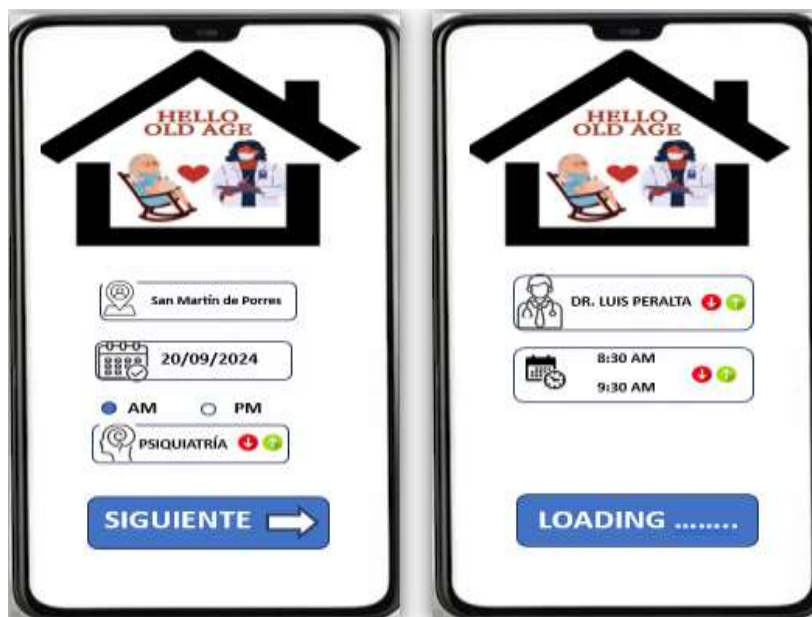 HELLO
OLD AGE
San Martín de Porres
20/09/2024
AM PM
PSIQUIATRÍA
SIGUIENTE
HELLO
OLD AGE
DR. LUIS PERALTA
8:30 AM
9:30 AM
LOADING ........